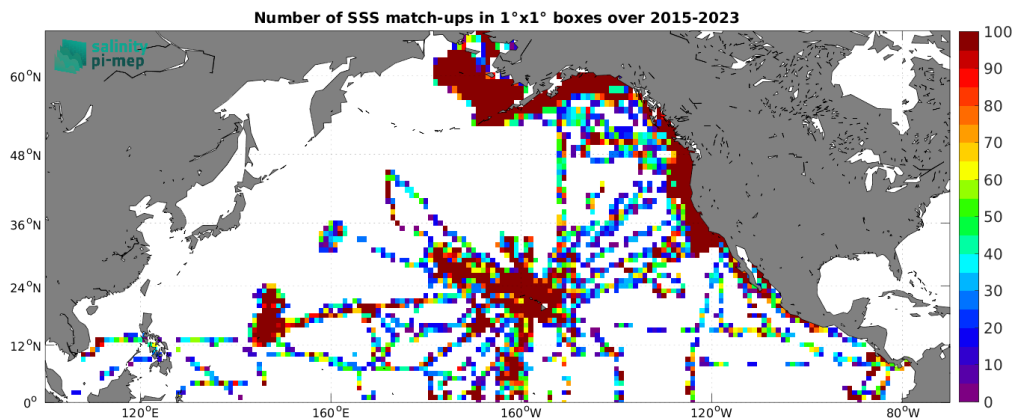 Number of SSS match-ups in 1°x1° boxes over 2015-2023
salinity
pi-mep
60°N
48°N
36°N
24°N
12°N
0°
120°E
160°E
160°W
120°W
80°W
100
90
80
70
60
50
40
30
20
10
0